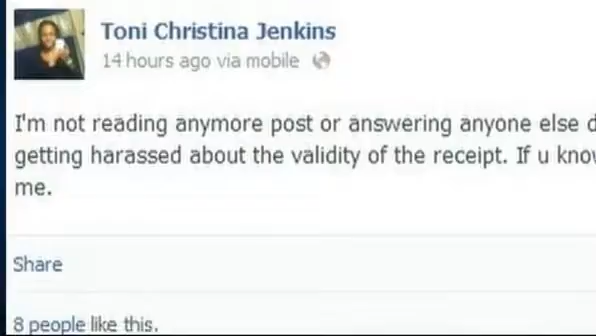 Toni Christina Jenkins
14 hours ago via mobile
I'm not reading anymore post or answering anyone else
getting harassed about the validity of the receipt. If u
me.
Share
8 people like this.